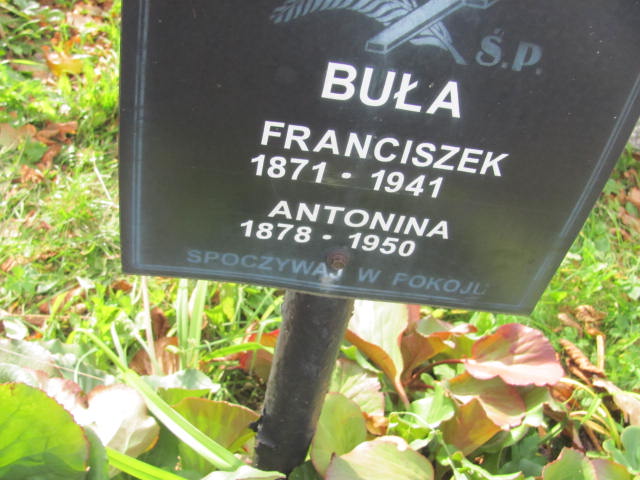 Ś.P.
BUŁA
FRANCISZEK
1871 • 1941
ANTONINA
1878 • 1950
SPOCZYWAJ W POKOJU